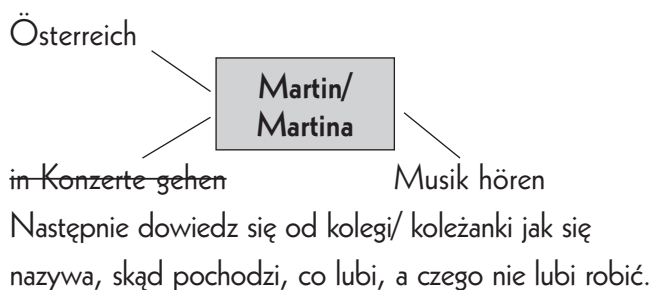 Österreich
Martin/
Martina
in Konzerte gehen
Musik hören
Następnie dowiedz się od kolegi/ koleżanki jak się
nazywa, skąd pochodzi, co lubi, a czego nie lubi robić.